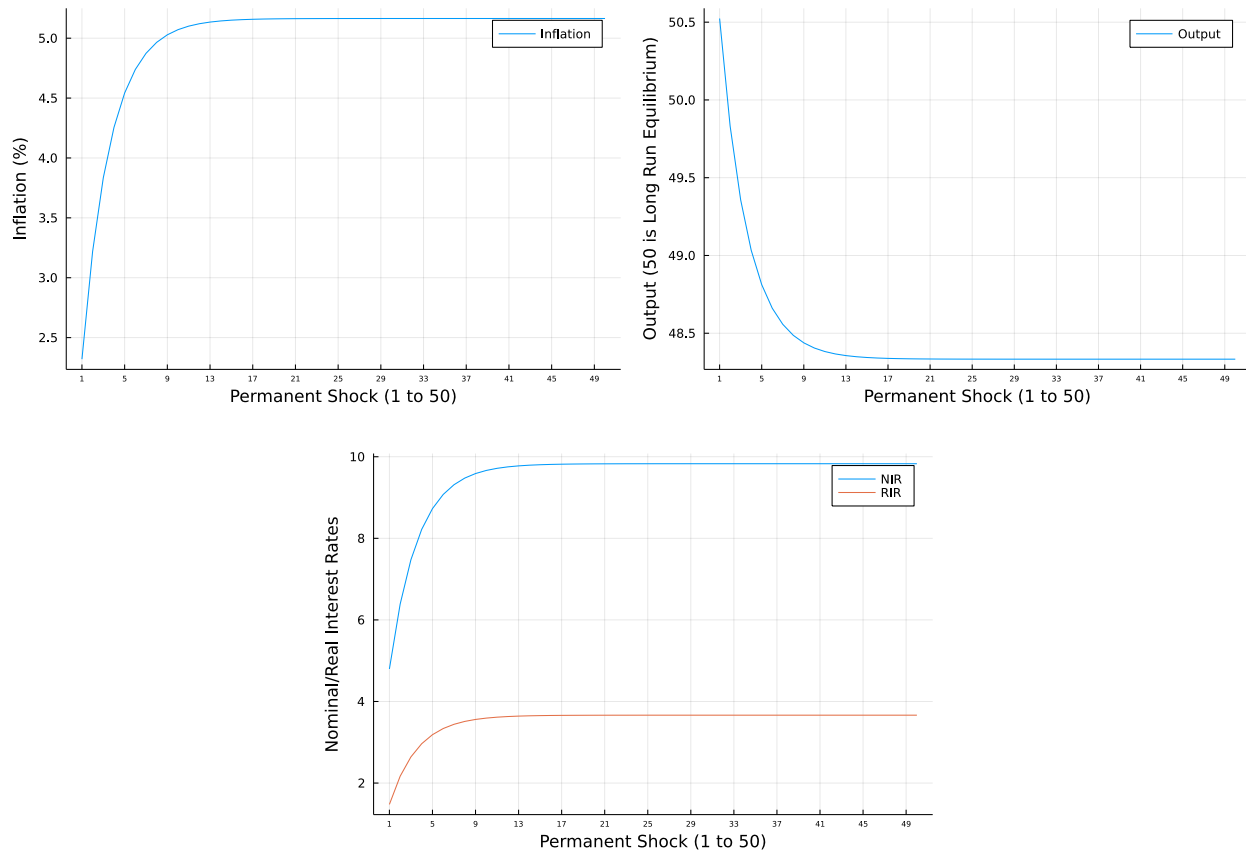 Inflation (%)
5.0
4.5
4.0
3.5
3.0
2.5
Inflation
1 5 9 13 17 21 25 29 33 37 41 45 49
Permanent Shock (1 to 50)
Output (50 is Long Run Equilibrium)
50.5
50.0
49.5
49.0
48.5
Output
1 5 9 13 17 21 25 29 33 37 41 45 49
Permanent Shock (1 to 50)
Nominal/Real Interest Rates
10
8
6
4
2
NIR
RIR
1 5 9 13 17 21 25 29 33 37 41 45 49
Permanent Shock (1 to 50)